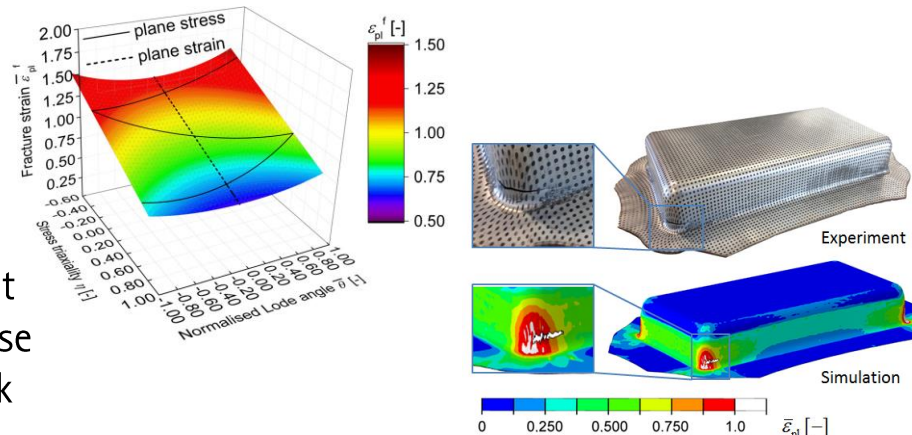 2.00
1.75
1.50
1.25
1.00
0.75
0.50
0.25
Fracture strain ε̄ plᶠ
plane stress
plane strain
ε plᶠ [-]
1.50
1.25
1.00
0.75
0.50
-0.60
-0.40
-0.20
0.00
0.20
0.40
0.60
0.80
1.00
Stress triaxiality η [-]
-1.00
-0.80
-0.60
-0.40
-0.20
0.00
0.20
0.40
0.60
0.80
1.00
Normalised Lode angle θ̄ [-]
t
se
k
Experiment
Simulation
0 0.250 0.500 0.750 1.0 ε̄ pl [–]